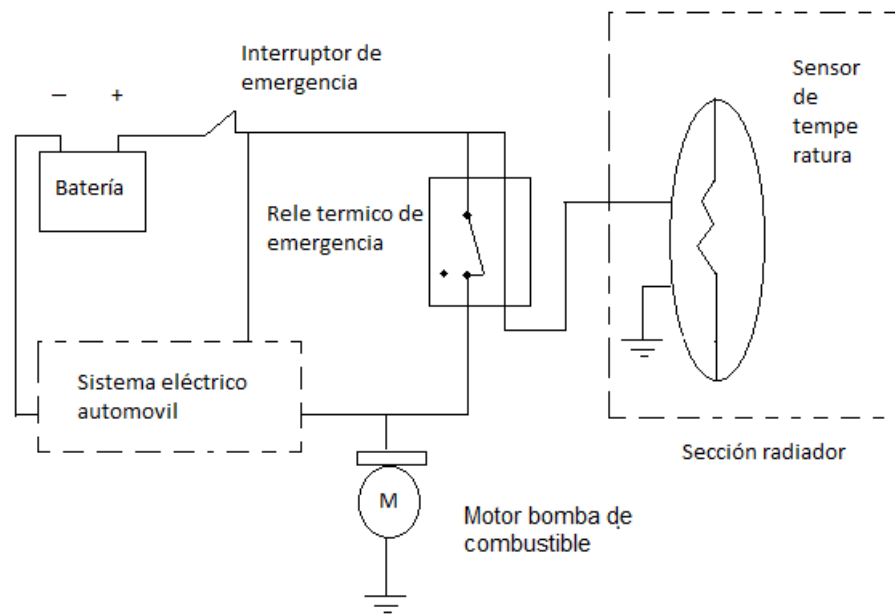 Interruptor de
emergencia
– +
Batería
Sensor
de
tempe
ratura
Rele termico de
emergencia
Sistema eléctrico
automovil
Sección radiador
M
Motor bomba de
combustible